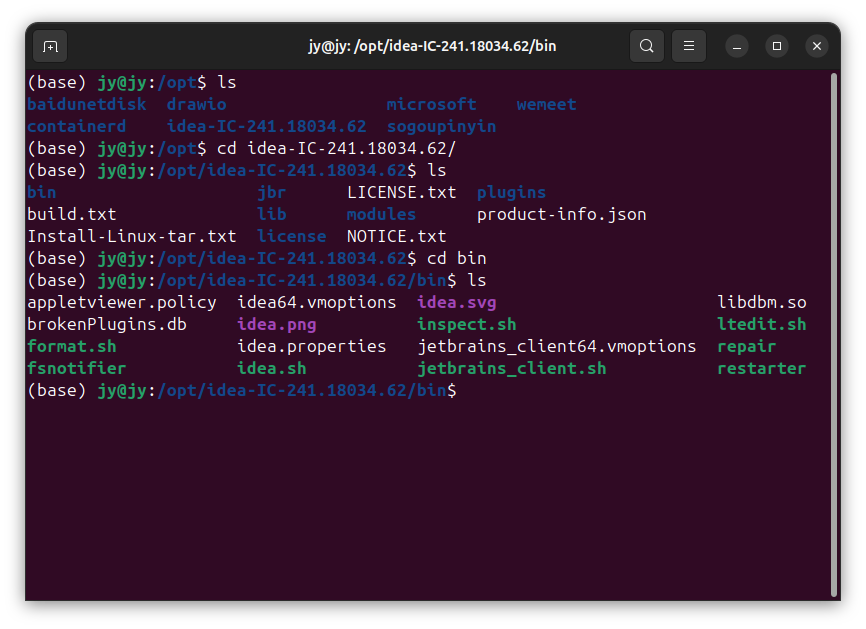 jy@jy: /opt/idea-IC-241.18034.62/bin
(base) jy@jy:/opt$ ls
baidunetdisk  drawio                microsoft    wemeet
containerd    idea-IC-241.18034.62  sogoupinyin
(base) jy@jy:/opt$ cd idea-IC-241.18034.62/
(base) jy@jy:/opt/idea-IC-241.18034.62$ ls
bin                    jbr      LICENSE.txt  plugins
build.txt              lib      modules      product-info.json
Install-Linux-tar.txt  license  NOTICE.txt
(base) jy@jy:/opt/idea-IC-241.18034.62$ cd bin
(base) jy@jy:/opt/idea-IC-241.18034.62/bin$ ls
appletviewer.policy  idea64.vmoptions  idea.svg                      libdbm.so
brokenPlugins.db     idea.png          inspect.sh                    ltedit.sh
format.sh            idea.properties   jetbrains_client64.vmoptions  repair
fsnotifier           idea.sh           jetbrains_client.sh           restarter
(base) jy@jy:/opt/idea-IC-241.18034.62/bin$